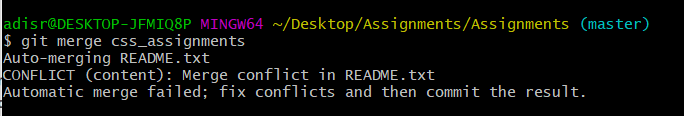 adisr@DESKTOP-JFMIQ8P MINGW64 ~/Desktop/Assignments/Assignments (master)
$ git merge css_assignments
Auto-merging README.txt
CONFLICT (content): Merge conflict in README.txt
Automatic merge failed; fix conflicts and then commit the result.